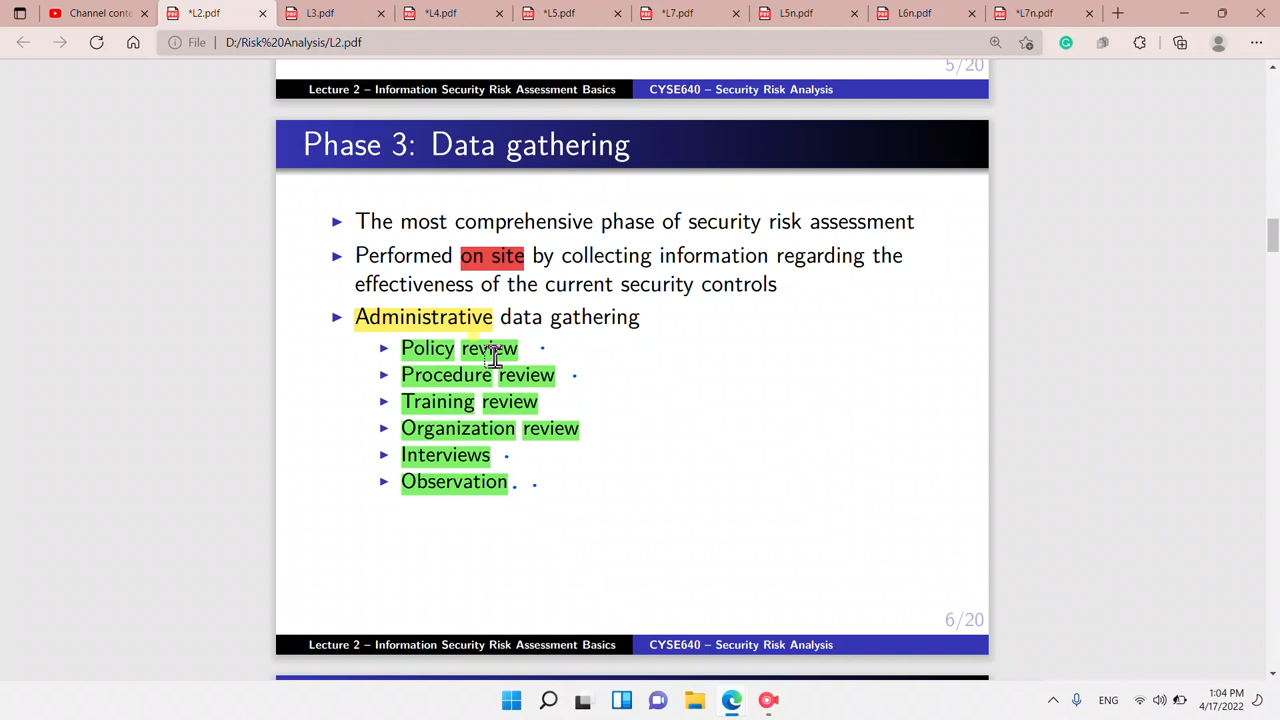 Channel conte
*L2.pdf
L3.pdf
*L4.pdf
*L5.pdf
*L7.pdf
L5n.pdf
L6n.pdf
*L7n.pdf
File
D:/Risk%20Analysis/L2.pdf
5/20
Lecture 2 – Information Security Risk Assessment Basics
CYSE640 – Security Risk Analysis
Phase 3: Data gathering
The most comprehensive phase of security risk assessment
Performed on site by collecting information regarding the
effectiveness of the current security controls
Administrative data gathering
Policy review
Procedure review
Training review
Organization review
Interviews
Observation.
6/20
Lecture 2 – Information Security Risk Assessment Basics
CYSE640 – Security Risk Analysis
ENG
1:04 PM
4/17/2022